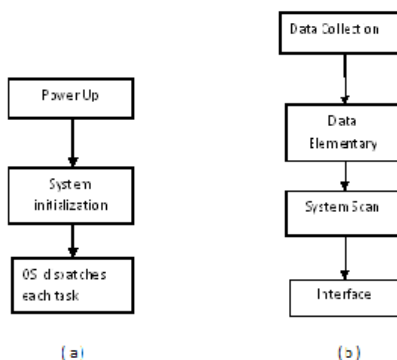 Power Up
System
initialization
OS dispatches
each task
(a)
Data Collection
Data
Elementary
System Scan
Interface
(b)